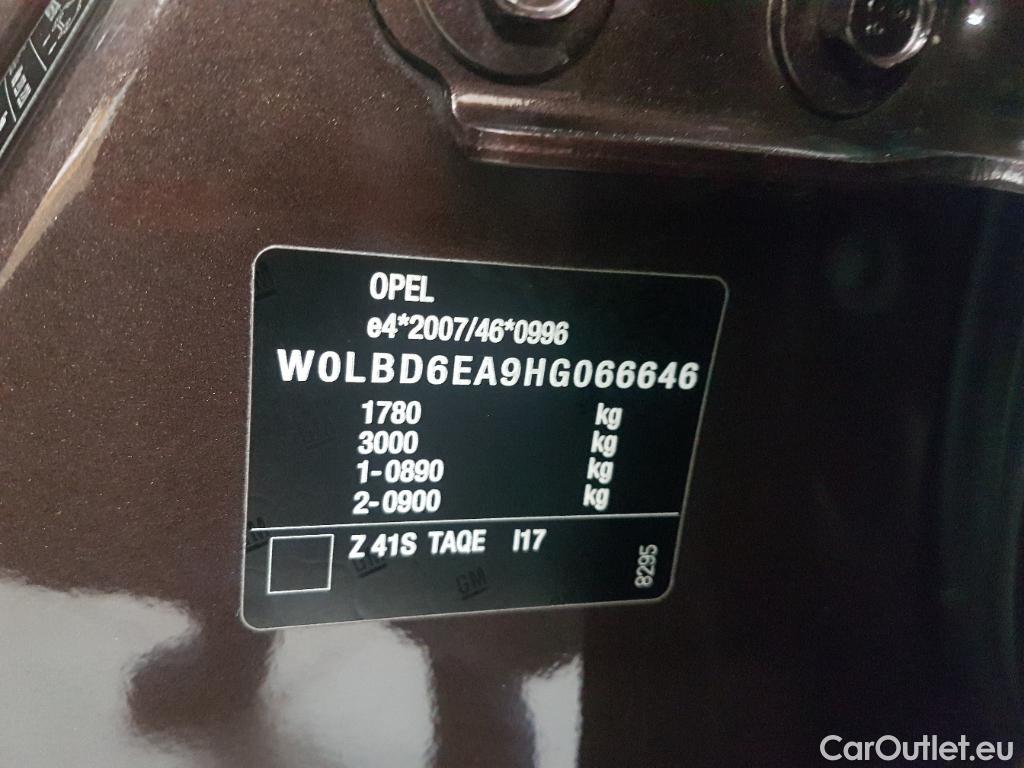 OPEL
e4*2007/46*0996
W0LBD6EA9HG066646
1780 kg
3000 kg
1-0890 kg
2-0900 kg
Z 41S TAQE I17
8295
GM
CarOutlet.eu